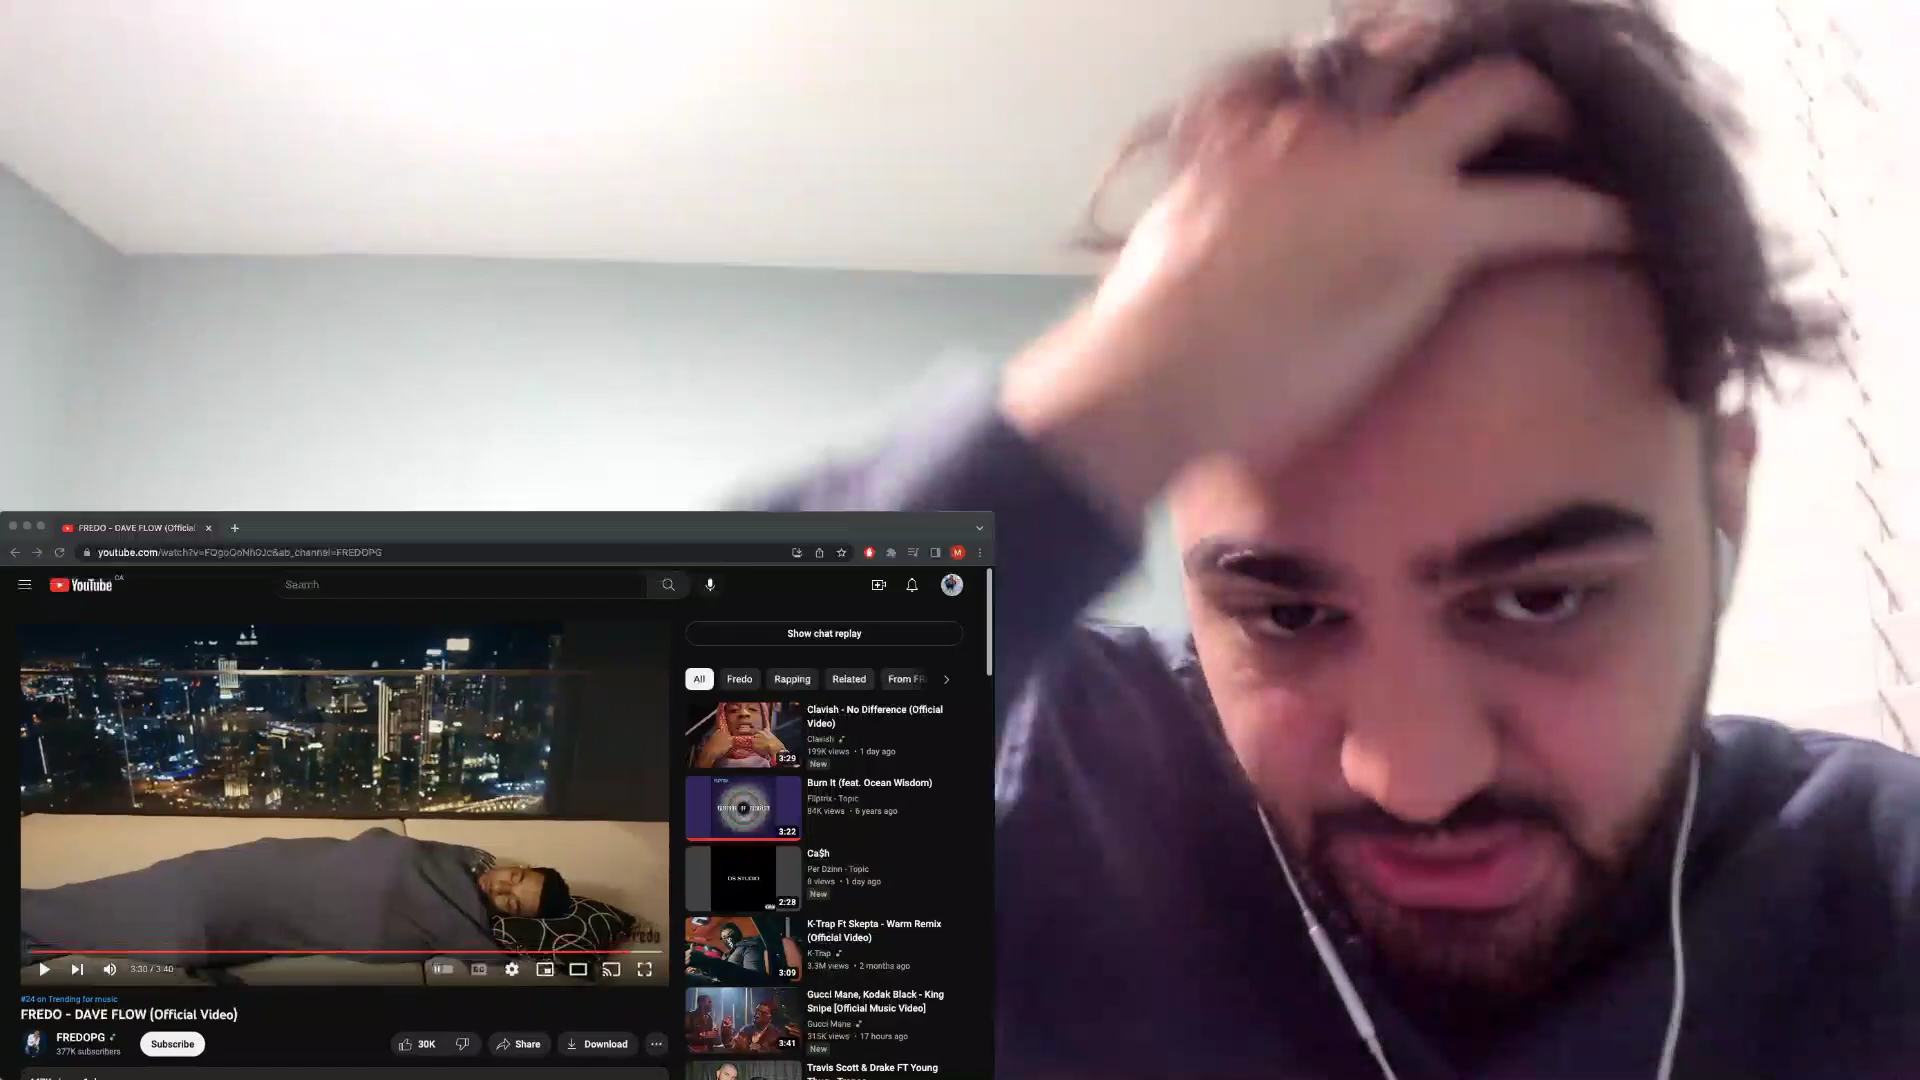 FREDO - DAVE FLOW (Official
youtube.com/watch?v=FQgoQoNh0Jc&ab_channel=FREDOPG
M
YouTube
CA
Search
Show chat replay
All
Fredo
Rapping
Related
From FR
Clavish - No Difference (Official
Video)
Clavish
199K views • 1 day ago
New
3:29
Burn It (feat. Ocean Wisdom)
Fliptrix - Topic
84K views • 6 years ago
3:22
Ca$h
Per Dzinn - Topic
8 views • 1 day ago
New
DS STUDIO
2:28
K-Trap Ft Skepta - Warm Remix
(Official Video)
K-Trap
3.3M views • 2 months ago
3:09
Gucci Mane, Kodak Black - King
Snipe [Official Music Video]
Gucci Mane
315K views • 17 hours ago
New
3:41
Travis Scott & Drake FT Young
3:30 / 3:40
#24 on Trending for music
FREDO - DAVE FLOW (Official Video)
FREDOPG
377K subscribers
Subscribe
30K
Share
Download